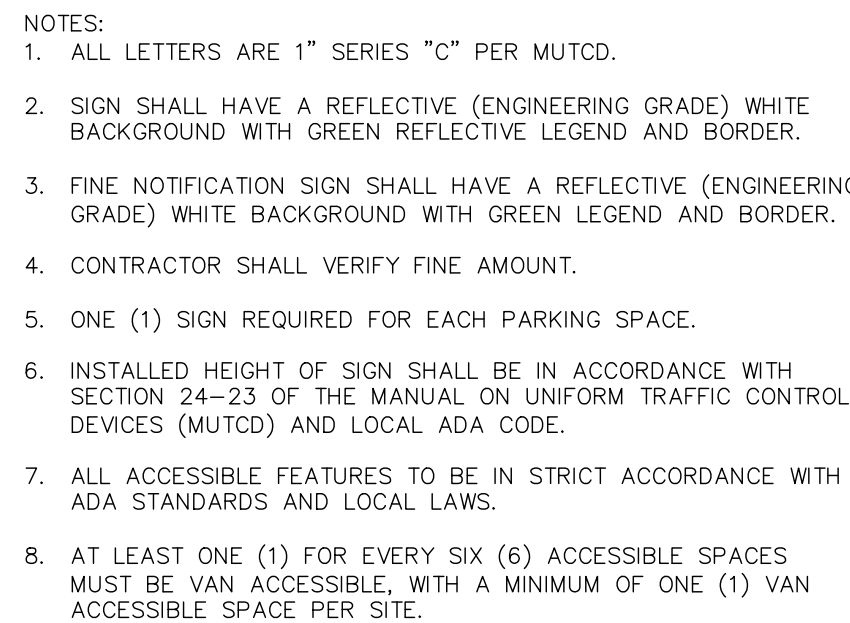 NOTES:
1. ALL LETTERS ARE 1" SERIES "C" PER MUTCD.
2. SIGN SHALL HAVE A REFLECTIVE (ENGINEERING GRADE) WHITE
BACKGROUND WITH GREEN REFLECTIVE LEGEND AND BORDER.
3. FINE NOTIFICATION SIGN SHALL HAVE A REFLECTIVE (ENGINEERING
GRADE) WHITE BACKGROUND WITH GREEN LEGEND AND BORDER.
4. CONTRACTOR SHALL VERIFY FINE AMOUNT.
5. ONE (1) SIGN REQUIRED FOR EACH PARKING SPACE.
6. INSTALLED HEIGHT OF SIGN SHALL BE IN ACCORDANCE WITH
SECTION 24–23 OF THE MANUAL ON UNIFORM TRAFFIC CONTROL
DEVICES (MUTCD) AND LOCAL ADA CODE.
7. ALL ACCESSIBLE FEATURES TO BE IN STRICT ACCORDANCE WITH
ADA STANDARDS AND LOCAL LAWS.
8. AT LEAST ONE (1) FOR EVERY SIX (6) ACCESSIBLE SPACES
MUST BE VAN ACCESSIBLE, WITH A MINIMUM OF ONE (1) VAN
ACCESSIBLE SPACE PER SITE.